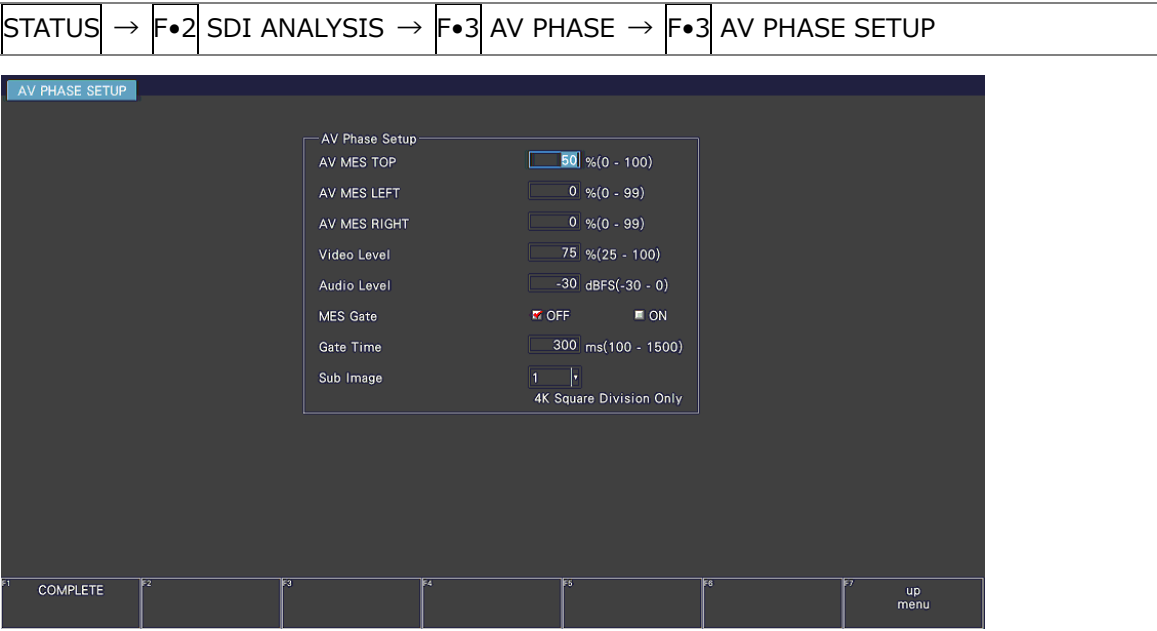 STATUS → F•2 SDI ANALYSIS → F•3 AV PHASE → F•3 AV PHASE SETUP
AV PHASE SETUP
AV Phase Setup
AV MES TOP 50 %(0 - 100)
AV MES LEFT 0 %(0 - 99)
AV MES RIGHT 0 %(0 - 99)
Video Level 75 %(25 - 100)
Audio Level -30 dBFS(-30 - 0)
MES Gate OFF ON
Gate Time 300 ms(100 - 1500)
Sub Image 1
4K Square Division Only
F1 COMPLETE F2 F3 F4 F5 F6 F7 up
menu